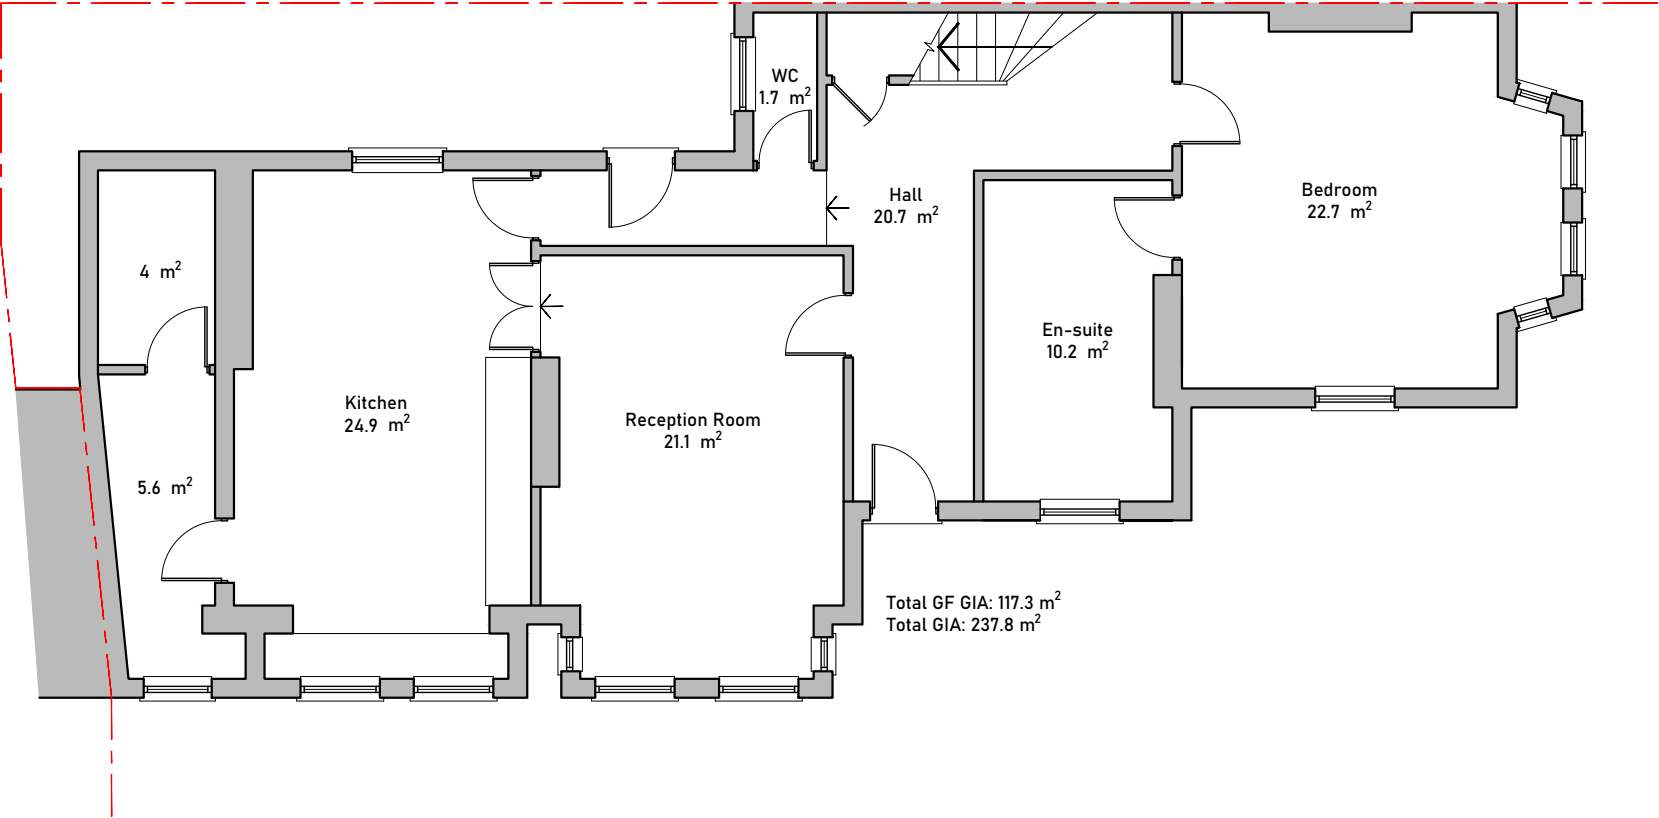 WC
1.7 m²
Hall
20.7 m²
Bedroom
22.7 m²
4 m²
En-suite
10.2 m²
Kitchen
24.9 m²
Reception Room
21.1 m²
5.6 m²
Total GF GIA: 117.3 m²
Total GIA: 237.8 m²